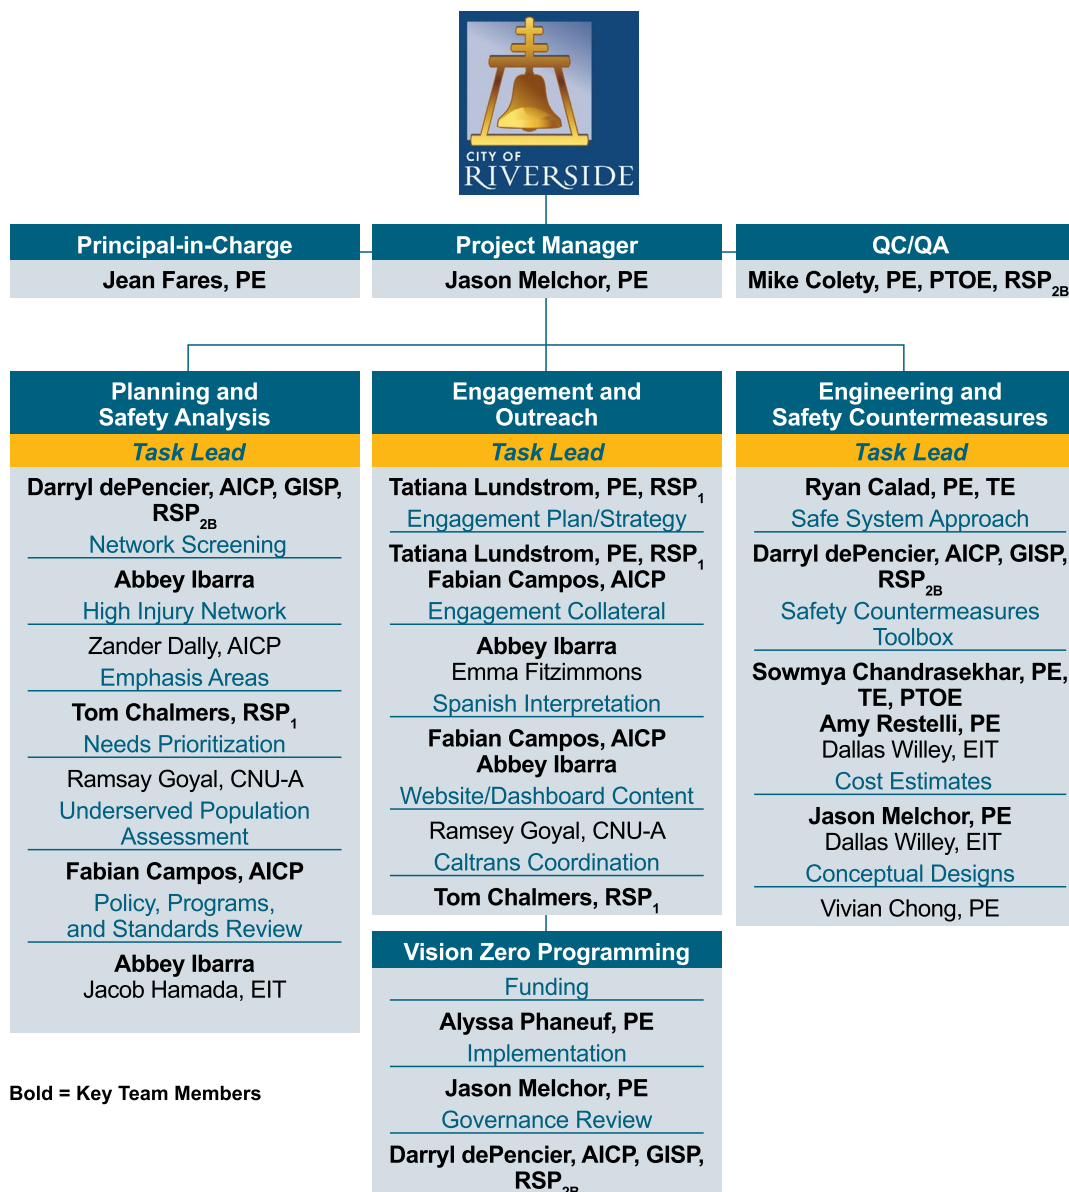 CITY OF
RIVERSIDE
Principal-in-Charge
Jean Fares, PE
Project Manager
Jason Melchor, PE
QC/QA
Mike Colety, PE, PTOE, RSP2B
Planning and
Safety Analysis
Task Lead
Darryl dePencier, AICP, GISP,
RSP2B
Network Screening
Abbey Ibarra
High Injury Network
Zander Dally, AICP
Emphasis Areas
Tom Chalmers, RSP1
Needs Prioritization
Ramsay Goyal, CNU-A
Underserved Population
Assessment
Fabian Campos, AICP
Policy, Programs,
and Standards Review
Abbey Ibarra
Jacob Hamada, EIT
Engagement and
Outreach
Task Lead
Tatiana Lundstrom, PE, RSP1
Engagement Plan/Strategy
Tatiana Lundstrom, PE, RSP1
Fabian Campos, AICP
Engagement Collateral
Abbey Ibarra
Emma Fitzimmons
Spanish Interpretation
Fabian Campos, AICP
Abbey Ibarra
Website/Dashboard Content
Ramsey Goyal, CNU-A
Caltrans Coordination
Tom Chalmers, RSP1
Vision Zero Programming
Funding
Alyssa Phaneuf, PE
Implementation
Jason Melchor, PE
Governance Review
Darryl dePencier, AICP, GISP,
RSP2B
Engineering and
Safety Countermeasures
Task Lead
Ryan Calad, PE, TE
Safe System Approach
Darryl dePencier, AICP, GISP,
RSP2B
Safety Countermeasures
Toolbox
Sowmya Chandrasekhar, PE,
TE, PTOE
Amy Restelli, PE
Dallas Willey, EIT
Cost Estimates
Jason Melchor, PE
Dallas Willey, EIT
Conceptual Designs
Vivian Chong, PE
Bold = Key Team Members